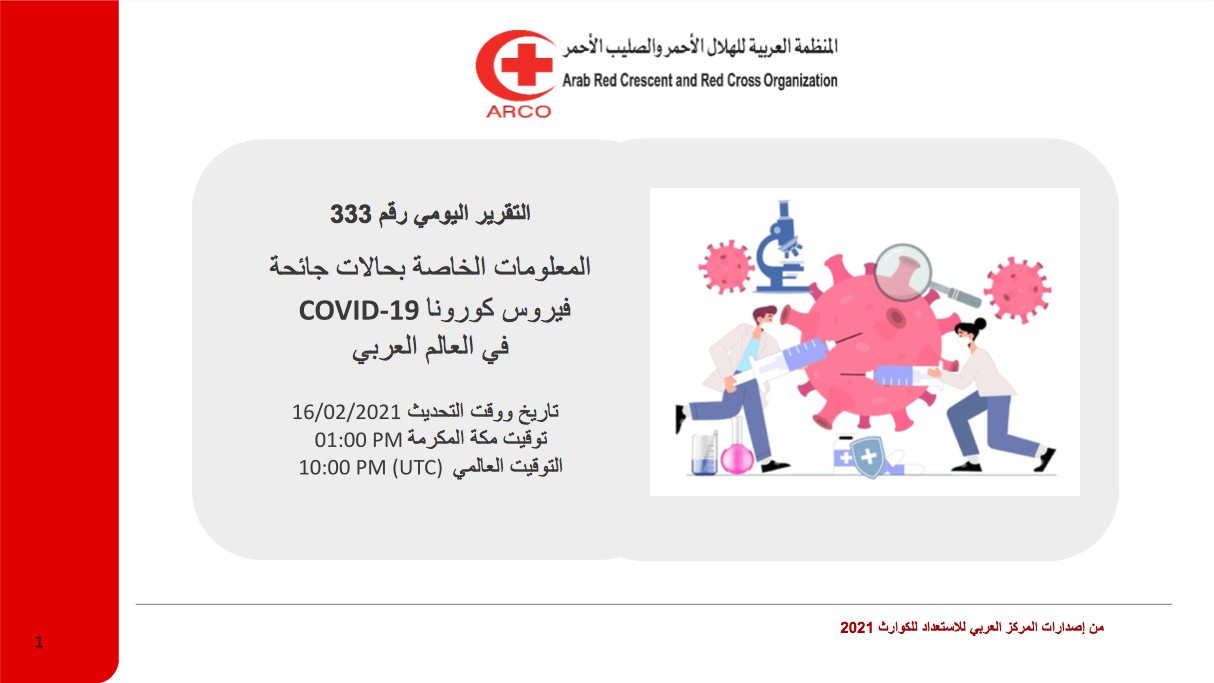 المنظمة العربية للهلال الأحمر والصليب الأحمر
Arab Red Crescent and Red Cross Organization
ARCO
التقرير اليومي رقم 333
المعلومات الخاصة بحالات جائحة
فيروس كورونا COVID-19
في العالم العربي
تاريخ ووقت التحديث 16/02/2021
توقيت مكة المكرمة 01:00 PM
التوقيت العالمي (UTC) 10:00 PM
من إصدارات المركز العربي للاستعداد للكوارث 2021
1